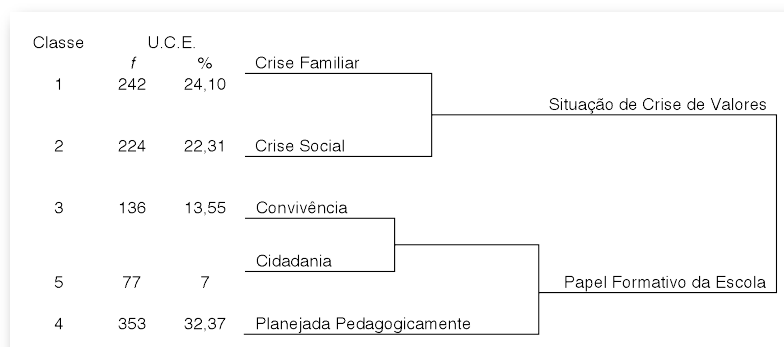 Classe U.C.E.
f % Crise Familiar
1 242 24,10
Situação de Crise de Valores
2 224 22,31 Crise Social
3 136 13,55 Convivência
Cidadania
5 77 7 Papel Formativo da Escola
4 353 32,37 Planejada Pedagogicamente